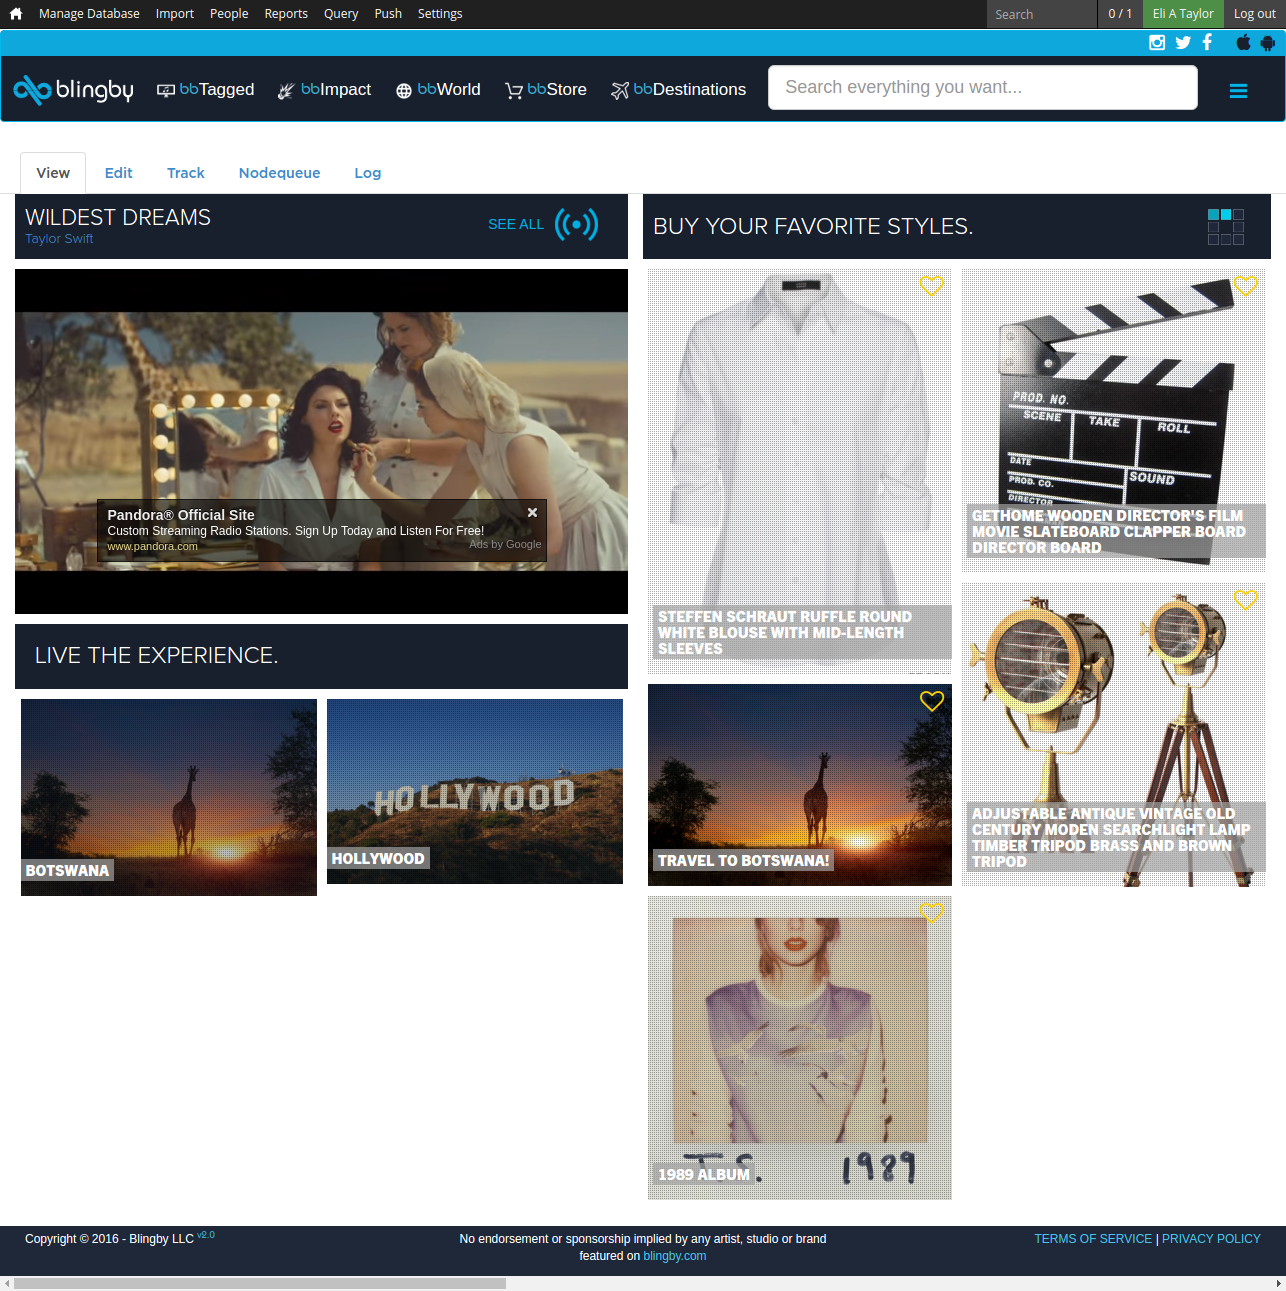 Manage Database Import People Reports Query Push Settings Search 0 / 1 Eli A Taylor Log out
blingby bbTagged bbImpact bbWorld bbStore bbDestinations Search everything you want...
View Edit Track Nodequeue Log
WILDEST DREAMS
Taylor Swift
SEE ALL
Pandora® Official Site
Custom Streaming Radio Stations. Sign Up Today and Listen For Free!
www.pandora.com
Ads by Google
LIVE THE EXPERIENCE.
BOTSWANA
HOLLYWOOD
HOLLYWOOD
BUY YOUR FAVORITE STYLES.
STEFFEN SCHRAUT RUFFLE ROUND
WHITE BLOUSE WITH MID-LENGTH
SLEEVES
PROD. NO.
SCENE TAKE ROLL
DATE
SOUND
PROD. CO.
DIRECTOR
GETHOME WOODEN DIRECTOR'S FILM
MOVIE SLATEBOARD CLAPPER BOARD
DIRECTOR BOARD
TRAVEL TO BOTSWANA!
ADJUSTABLE ANTIQUE VINTAGE OLD
CENTURY MODEN SEARCHLIGHT LAMP
TIMBER TRIPOD BRASS AND BROWN
TRIPOD
T.S. 1989
1989 ALBUM
Copyright © 2016 - Blingby LLC v2.0
No endorsement or sponsorship implied by any artist, studio or brand
featured on blingby.com
TERMS OF SERVICE | PRIVACY POLICY